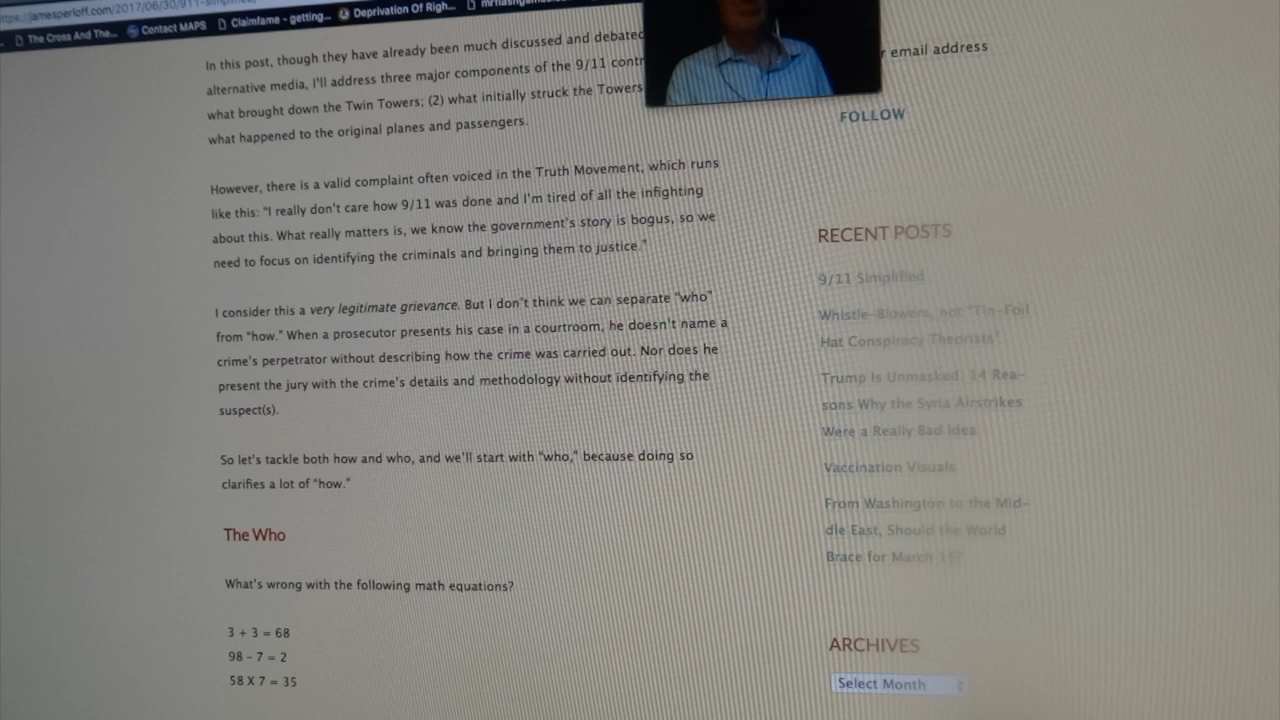 jamesperloff.com/2017/06/30/911-simplified/
The Cross And The... Contact MAPS Claimfame - getting... Deprivation Of Righ...
In this post, though they have already been much discussed and debated
alternative media, I'll address three major components of the 9/11 contr
what brought down the Twin Towers; (2) what initially struck the Towers
what happened to the original planes and passengers.
r email address
FOLLOW
However, there is a valid complaint often voiced in the Truth Movement, which runs
like this: "I really don't care how 9/11 was done and I'm tired of all the infighting
about this. What really matters is, we know the government's story is bogus, so we
need to focus on identifying the criminals and bringing them to justice."
I consider this a very legitimate grievance. But I don't think we can separate "who"
from "how." When a prosecutor presents his case in a courtroom, he doesn't name a
crime's perpetrator without describing how the crime was carried out. Nor does he
present the jury with the crime's details and methodology without identifying the
suspect(s).
So let's tackle both how and who, and we'll start with "who," because doing so
clarifies a lot of "how."
The Who
What's wrong with the following math equations?
3 + 3 = 68
98 - 7 = 2
58 X 7 = 35
RECENT POSTS
9/11 Simplified
Whistle-Blowers, not "Tin-Foil
Hat Conspiracy Theorists"
Trump Is Unmasked: 14 Rea-
sons Why the Syria Airstrikes
Were a Really Bad Idea
Vaccination Visuals
From Washington to the Mid-
dle East, Should the World
Brace for March
ARCHIVES
Select Month